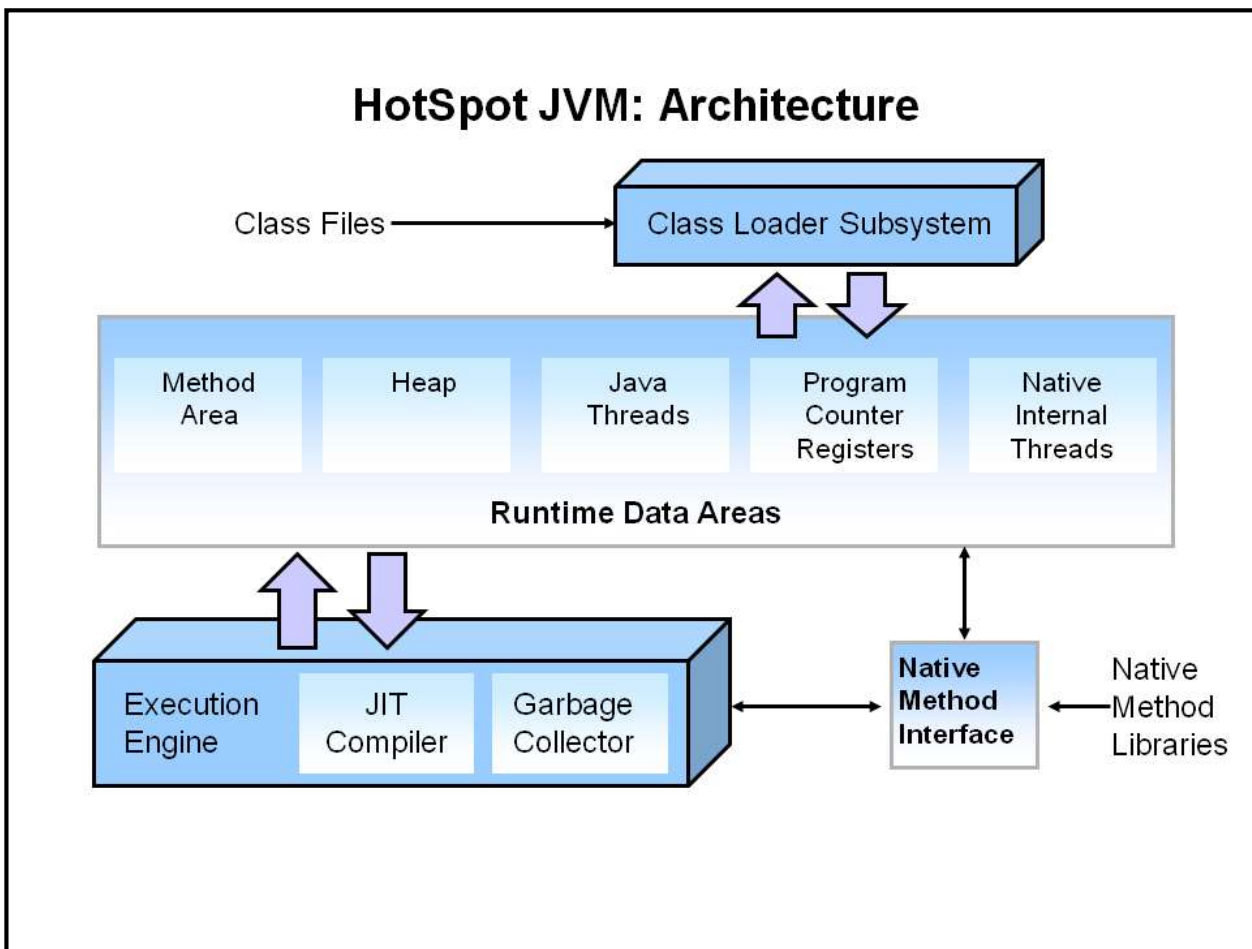 HotSpot JVM: Architecture
Class Files
Class Loader Subsystem
Method
Area
Heap
Java
Threads
Program
Counter
Registers
Native
Internal
Threads
Runtime Data Areas
Execution
Engine
JIT
Compiler
Garbage
Collector
Native
Method
Interface
Native
Method
Libraries